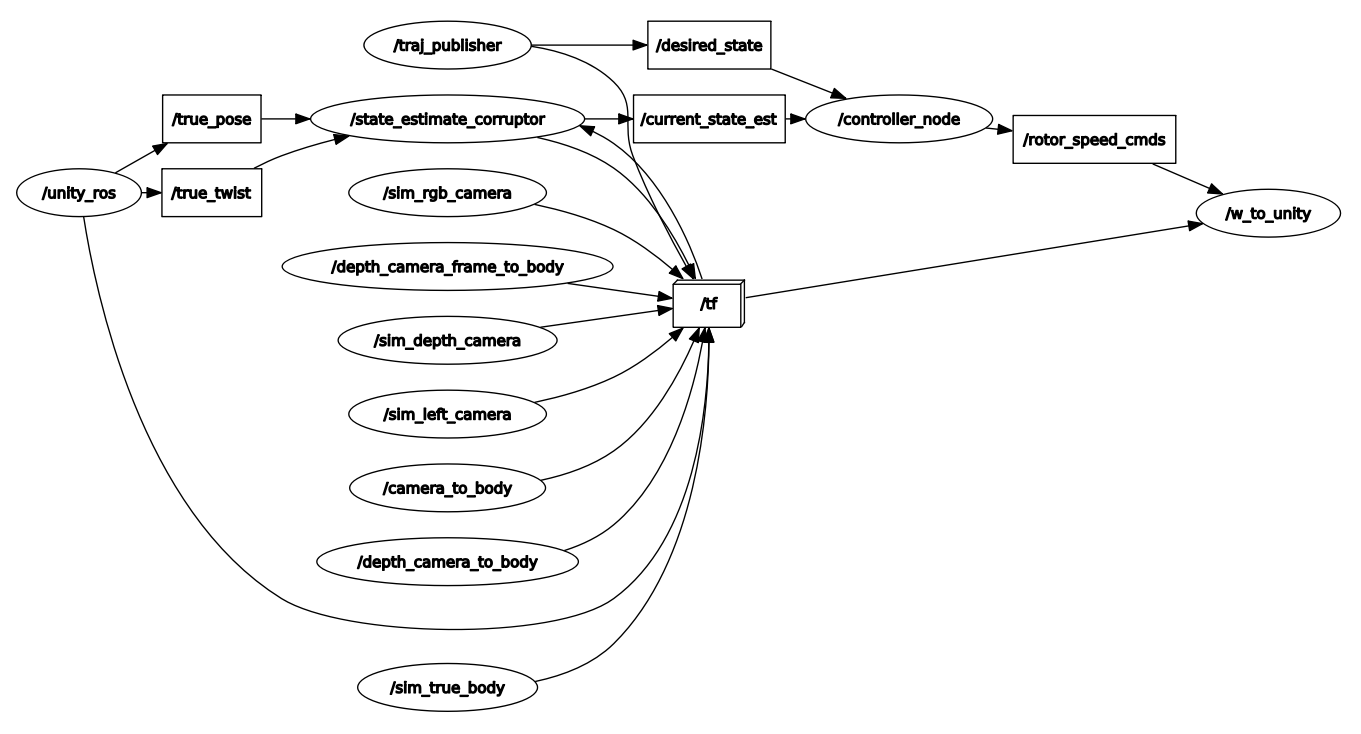 /traj_publisher
/desired_state
/true_pose
/state_estimate_corruptor
/current_state_est
/controller_node
/rotor_speed_cmds
/unity_ros
/true_twist
/sim_rgb_camera
/w_to_unity
/depth_camera_frame_to_body
/tf
/sim_depth_camera
/sim_left_camera
/camera_to_body
/depth_camera_to_body
/sim_true_body